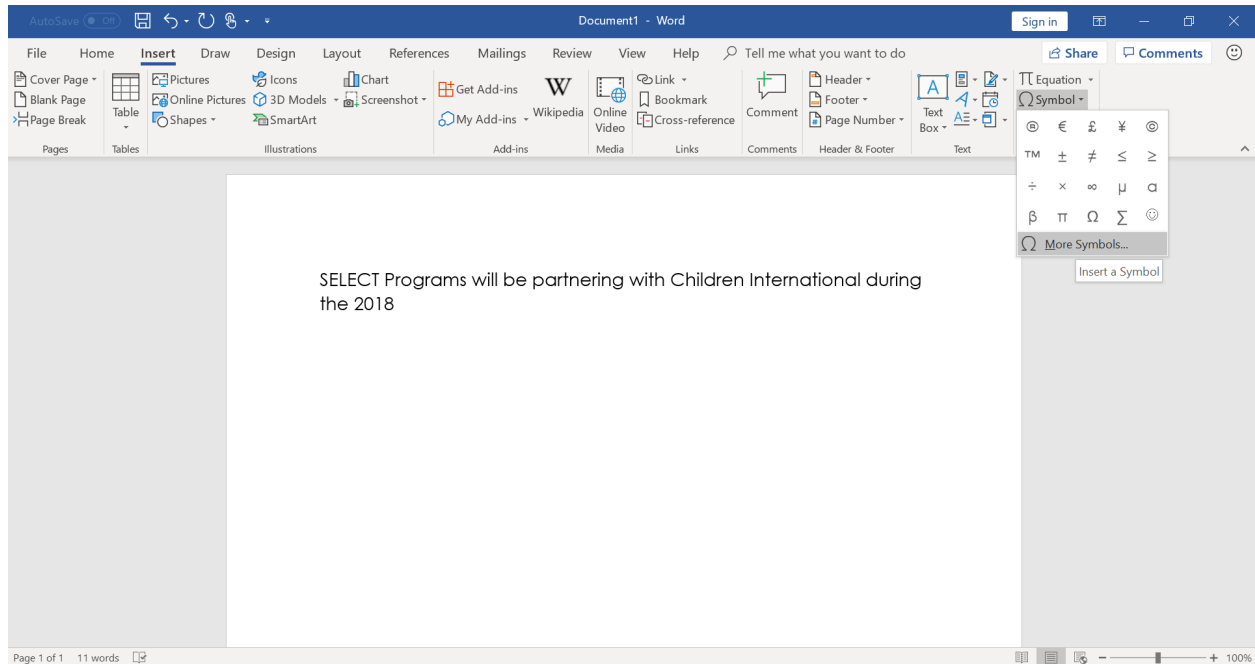 AutoSave Off Document1 - Word Sign in
File Home Insert Draw Design Layout References Mailings Review View Help Tell me what you want to do Share Comments
Cover Page
Blank Page
Page Break
Pages
Table
Tables
Pictures
Online Pictures
Shapes
Icons
3D Models
SmartArt
Chart
Screenshot
Illustrations
Get Add-ins
My Add-ins
W
Wikipedia
Add-ins
Online
Video
Media
Link
Bookmark
Cross-reference
Links
Comment
Comments
Header
Footer
Page Number
Header & Footer
A
Text
Box
Text
π Equation
Ω Symbol
® € £ ¥ ©
™ ± ≠ ≤ ≥
÷ × ∞ µ α
β π Ω ∑ ☺
Ω More Symbols...
Insert a Symbol
SELECT Programs will be partnering with Children International during
the 2018
Page 1 of 1 11 words 100%